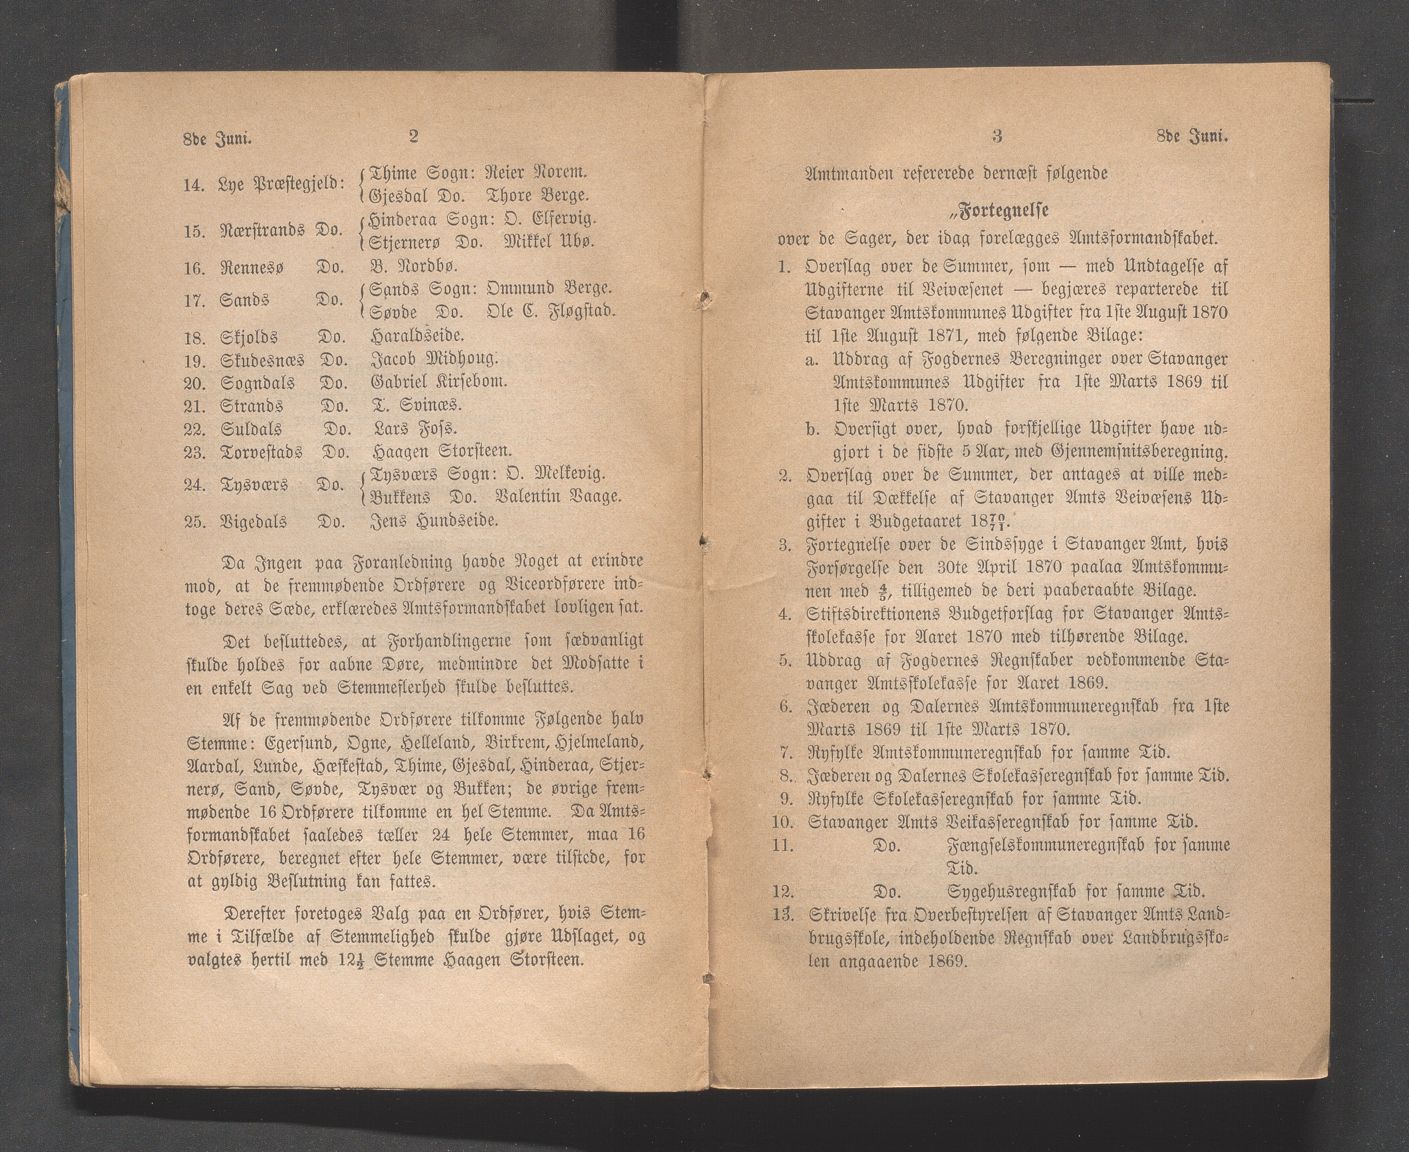 8de Juni.
2
14. Lye Præstegjeld: Thime Sogn: Reier Norem.
Gjesdal Do. Thore Berge.
15. Nærstrands Do. Hinderaa Sogn: O. Elfervig.
Stjernerø Do. Mikkel Ubø.
16. Rennesø Do. B. Nordbø.
17. Sands Do. Sands Sogn: Ommund Berge.
Søvde Do. Ole C. Fløgstad.
18. Skjolds Do. Haraldseide.
19. Skudesnæs Do. Jacob Midhoug.
20. Sogndals Do. Gabriel Kirsebom.
21. Strands Do. T. Svinæs.
22. Suldals Do. Lars Foss.
23. Torvestads Do. Haagen Storsteen.
24. Tysværs Do. Tysværs Sogn: O. Melkevig.
Bukkens Do. Valentin Vaage.
25. Vigedals Do. Jens Hundseide.
Da Ingen paa Foranledning havde Noget at erindre
mod, at de fremmødende Ordførere og Viceordførere ind-
toge deres Sæde, erklæredes Amtsformandskabet lovligen sat.
Det besluttedes, at Forhandlingerne som sædvanligt
skulde holdes for aabne Døre, medmindre det Modsatte i
en enkelt Sag ved Stemmeflerhed skulde besluttes.
Af de fremmødende Ordførere tilkomme Følgende halv
Stemme: Egersund, Ogne, Helleland, Birkrem, Hjelmeland,
Aardal, Lunde, Hæskestad, Thime, Gjesdal, Hinderaa, Stjer-
nerø, Sand, Søvde, Tysvær og Bukken; de øvrige frem-
mødende 16 Ordførere tilkomme en hel Stemme. Da Amts-
formandskabet saaledes tæller 24 hele Stemmer, maa 16
Ordførere, beregnet efter hele Stemmer, være tilstede, for
at gyldig Beslutning kan fattes.
Derefter foretoges Valg paa en Ordfører, hvis Stem-
me i Tilfælde af Stemmelighed skulde gjøre Udslaget, og
valgtes hertil med 12½ Stemme Haagen Storsteen.
3
8de Juni.
Amtmanden refererede dernæst følgende
„Fortegnelse
over de Sager, der idag forelægges Amtsformandskabet.
1. Overslag over de Summer, som — med Undtagelse af
Udgifterne til Veivæsenet — begjæres reparterede til
Stavanger Amtskommunes Udgifter fra 1ste August 1870
til 1ste August 1871, med følgende Bilage:
a. Uddrag af Fogdernes Beregninger over Stavanger
Amtskommunes Udgifter fra 1ste Marts 1869 til
1ste Marts 1870.
b. Oversigt over, hvad forskjellige Udgifter have ud-
gjort i de sidste 5 Aar, med Gjennemsnitsberegning.
2. Overslag over de Summer, der antages at ville med-
gaa til Dækkelse af Stavanger Amts Veivæsens Ud-
gifter i Budgetaaret 18 70/71.
3. Fortegnelse over de Sindssyge i Stavanger Amt, hvis
Forsørgelse den 30te April 1870 paalaa Amtskommu-
nen med ⅘, tilligemed de deri paaberaabte Bilage.
4. Stiftsdirektionens Budgetforslag for Stavanger Amts-
skolekasse for Aaret 1870 med tilhørende Bilage.
5. Uddrag af Fogdernes Regnskaber vedkommende Sta-
vanger Amtsskolekasse for Aaret 1869.
6. Jæderen og Dalernes Amtskommuneregnskab fra 1ste
Marts 1869 til 1ste Marts 1870.
7. Ryfylke Amtskommuneregnskab for samme Tid.
8. Jæderen og Dalernes Skolekasseregnskab for samme Tid.
9. Ryfylke Skolekasseregnskab for samme Tid.
10. Stavanger Amts Veikasseregnskab for samme Tid.
11. Do. Fængselskommuneregnskab for samme
Tid.
12. Do. Sygehusregnskab for samme Tid.
13. Skrivelse fra Overbestyrelsen af Stavanger Amts Land-
brugsskole, indeholdende Regnskab over Landbrugssko-
len angaaende 1869.